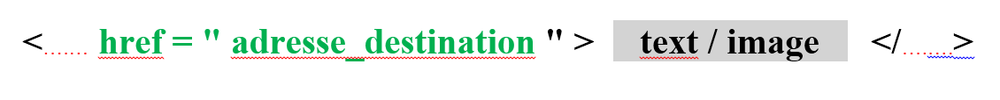 <....... href = " adresse_destination " > text / image </........>